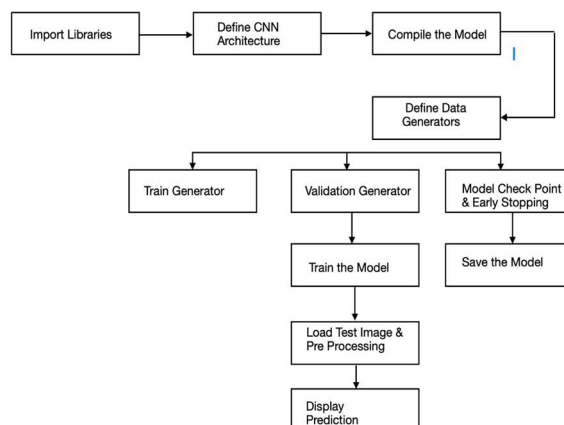 Import Libraries
Define CNN
Architecture
Compile the Model
Define Data
Generators
Train Generator
Validation Generator
Model Check Point
& Early Stopping
Train the Model
Save the Model
Load Test Image &
Pre Processing
Display
Prediction